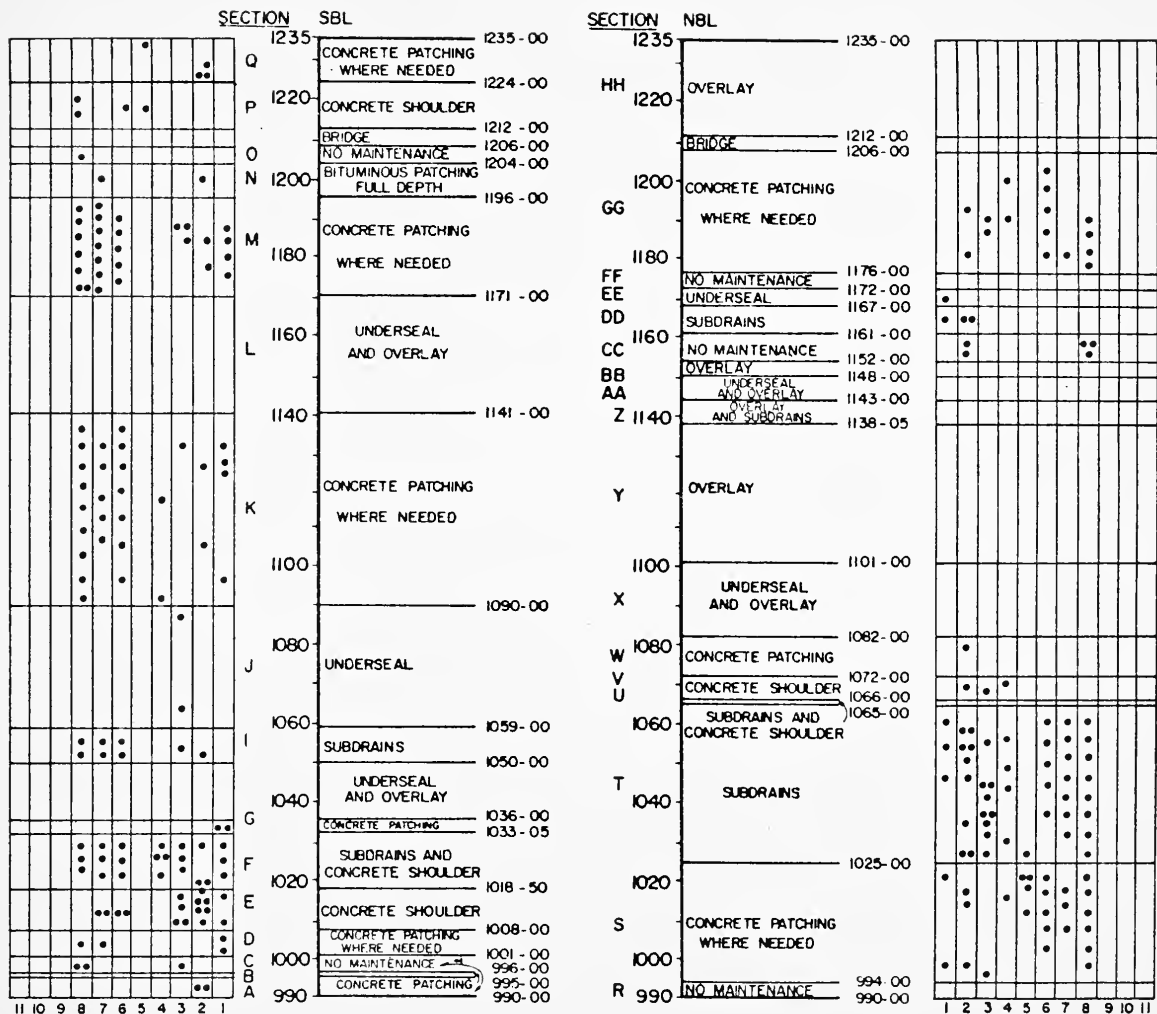 SECTION SBL
1235
1235-00
Q
CONCRETE PATCHING
WHERE NEEDED
1224-00
1220
P
CONCRETE SHOULDER
1212-00
BRIDGE
1206-00
O
NO MAINTENANCE
1204-00
N
1200
BITUMINOUS PATCHING
FULL DEPTH
1196-00
M
1180
CONCRETE PATCHING
WHERE NEEDED
1171-00
1160
L
UNDERSEAL
AND OVERLAY
1140
1141-00
K
CONCRETE PATCHING
WHERE NEEDED
1100
1090-00
1080
J
UNDERSEAL
1060
1059-00
I
SUBDRAINS
1050-00
UNDERSEAL
AND OVERLAY
1040
1036-00
G
CONCRETE PATCHING
1033-05
F
SUBDRAINS AND
CONCRETE SHOULDER
1020
1018-50
E
CONCRETE SHOULDER
1008-00
D
CONCRETE PATCHING
WHERE NEEDED
1001-00
C
1000
NO MAINTENANCE
996-00
B
CONCRETE PATCHING
995-00
A
990
990-00
11 10 9 8 7 6 5 4 3 2 1
SECTION NBL
1235
1235-00
HH
OVERLAY
1220
1212-00
BRIDGE
1206-00
1200
GG
CONCRETE PATCHING
WHERE NEEDED
1180
1176-00
FF
NO MAINTENANCE
1172-00
EE
UNDERSEAL
1167-00
DD
SUBDRAINS
1161-00
1160
CC
NO MAINTENANCE
1152-00
BB
OVERLAY
1148-00
AA
UNDERSEAL
AND OVERLAY
1143-00
Z
1140
OVERLAY
AND SUBDRAINS
1138-05
Y
OVERLAY
1100
1101-00
X
UNDERSEAL
AND OVERLAY
1082-00
1080
W
CONCRETE PATCHING
1072-00
V
CONCRETE SHOULDER
U
1066-00
1065-00
1060
SUBDRAINS AND
CONCRETE SHOULDER
T
SUBDRAINS
1040
1025-00
1020
S
CONCRETE PATCHING
WHERE NEEDED
1000
994-00
R
NO MAINTENANCE
990
990-00
1 2 3 4 5 6 7 8 9 10 11